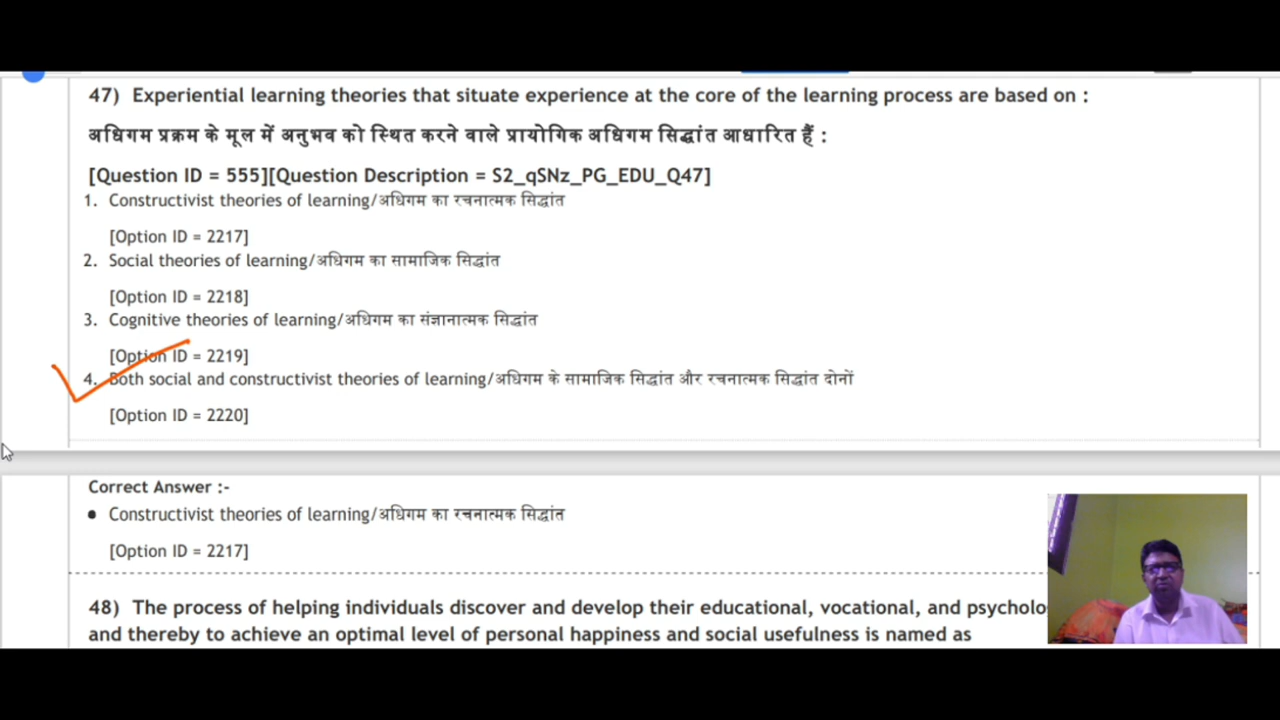 47) Experiential learning theories that situate experience at the core of the learning process are based on :
अधिगम प्रक्रम के मूल में अनुभव को स्थित करने वाले प्रायोगिक अधिगम सिद्धांत आधारित हैं :
[Question ID = 555][Question Description = S2_qSNz_PG_EDU_Q47]
1. Constructivist theories of learning/अधिगम का रचनात्मक सिद्धांत
[Option ID = 2217]
2. Social theories of learning/अधिगम का सामाजिक सिद्धांत
[Option ID = 2218]
3. Cognitive theories of learning/अधिगम का संज्ञानात्मक सिद्धांत
[Option ID = 2219]
4. Both social and constructivist theories of learning/अधिगम के सामाजिक सिद्धांत और रचनात्मक सिद्धांत दोनों
[Option ID = 2220]
Correct Answer :-
• Constructivist theories of learning/अधिगम का रचनात्मक सिद्धांत
[Option ID = 2217]
48) The process of helping individuals discover and develop their educational, vocational, and psycholo
and thereby to achieve an optimal level of personal happiness and social usefulness is named as